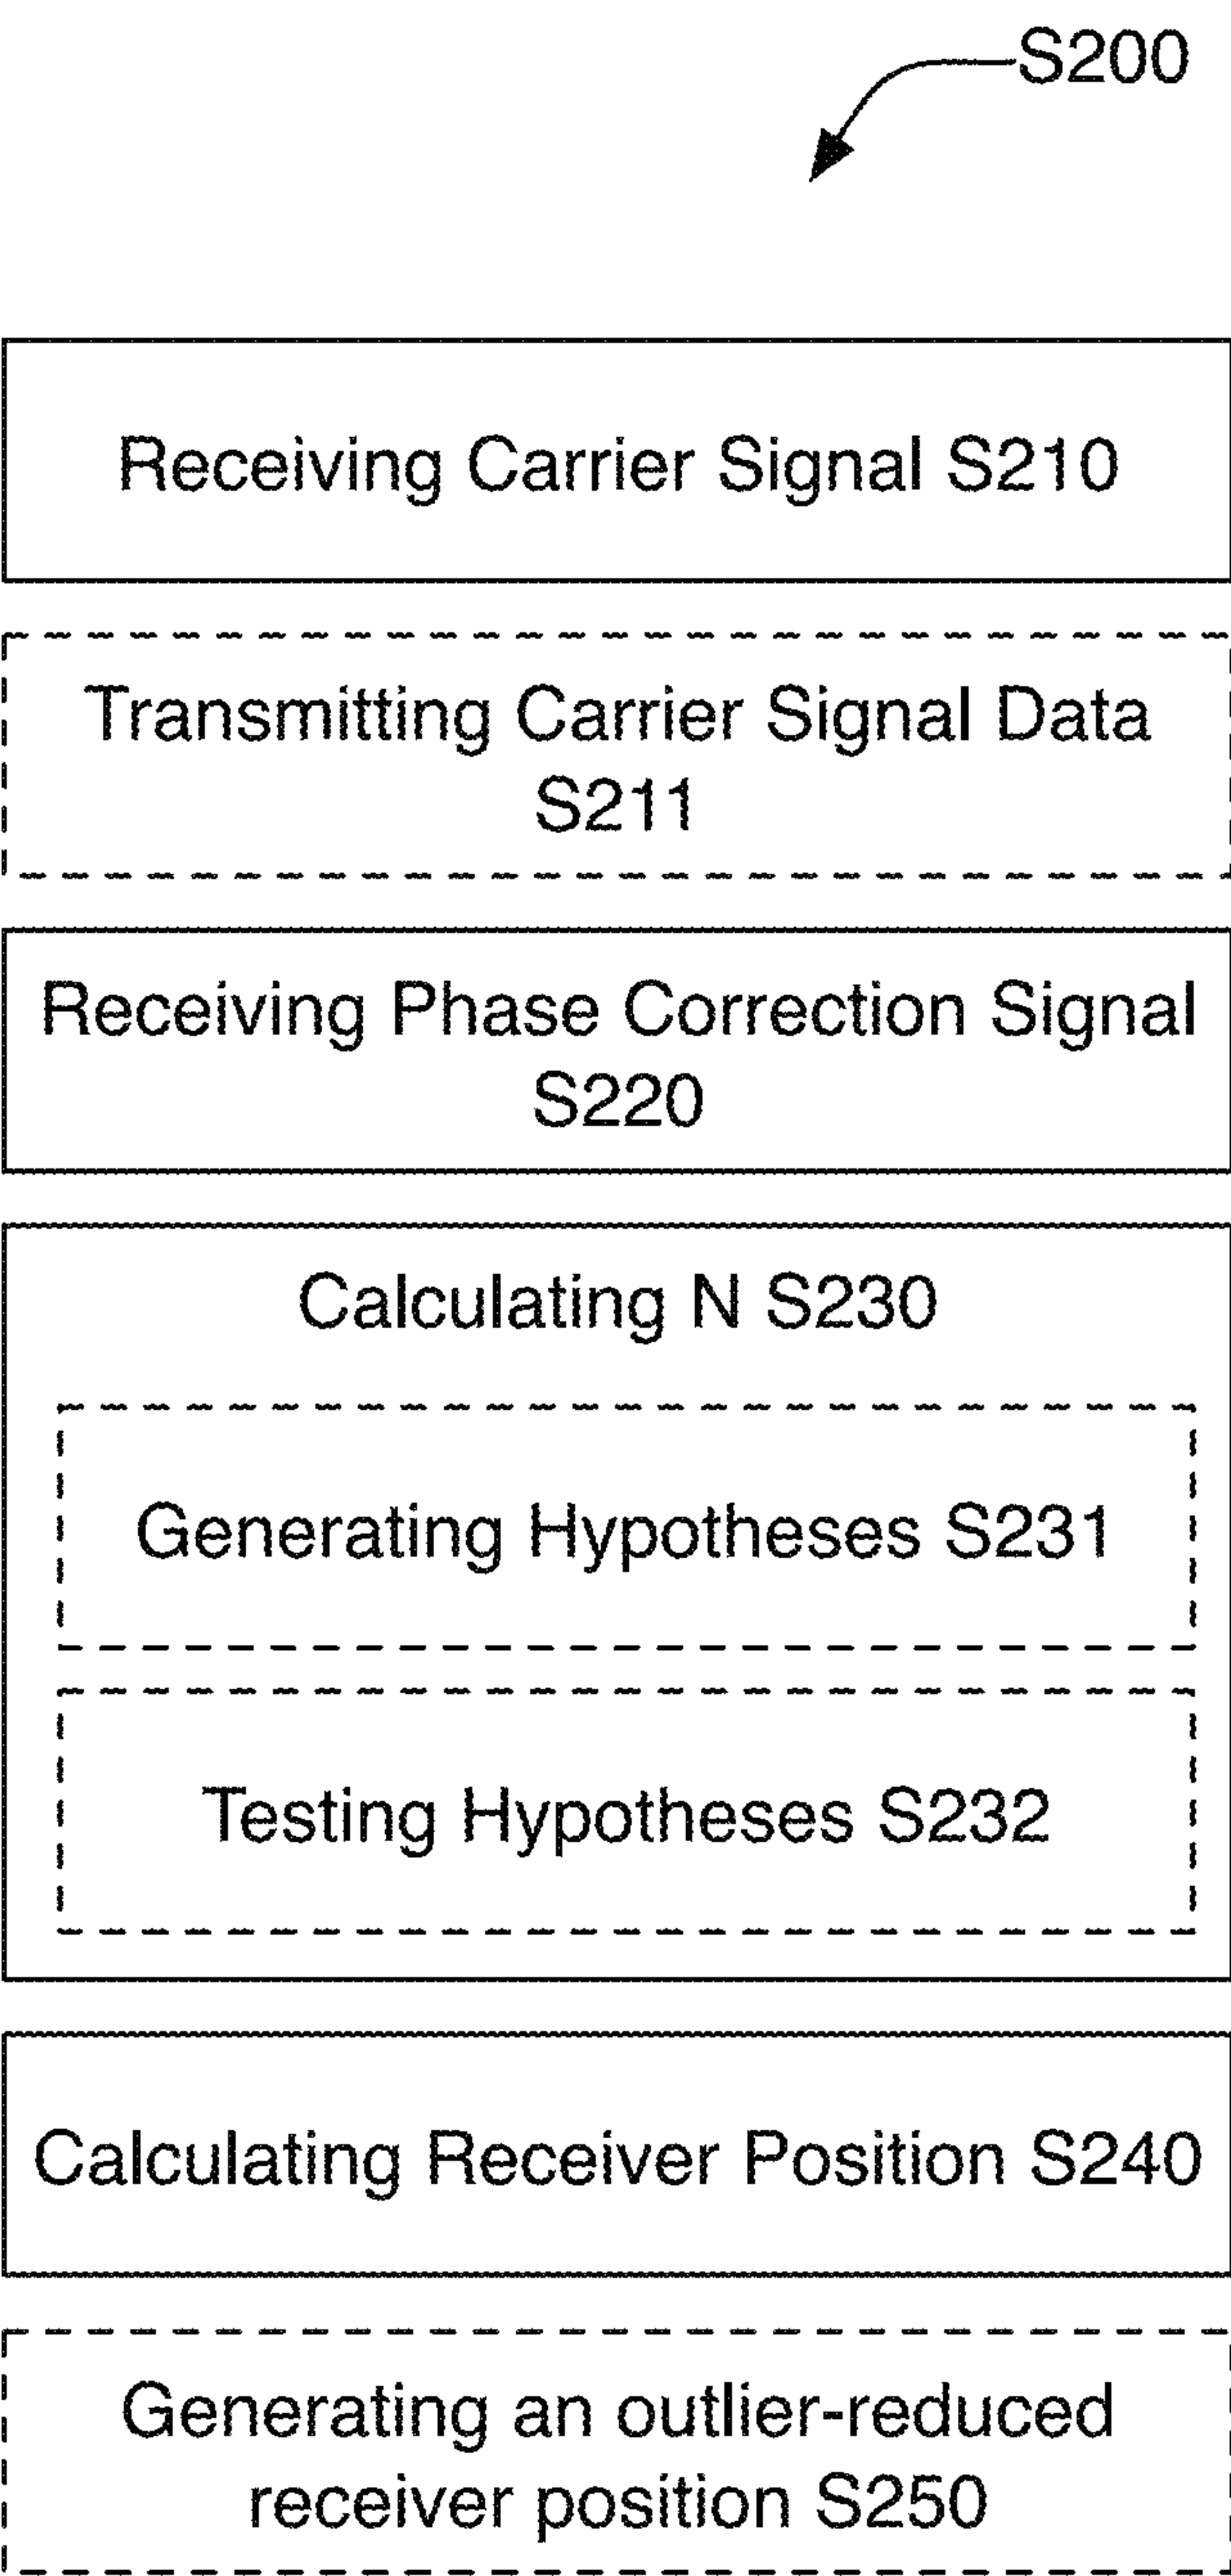 S200
Receiving Carrier Signal S210
Transmitting Carrier Signal Data
S211
Receiving Phase Correction Signal
S220
Calculating N S230
Generating Hypotheses S231
Testing Hypotheses S232
Calculating Receiver Position S240
Generating an outlier-reduced
receiver position S250